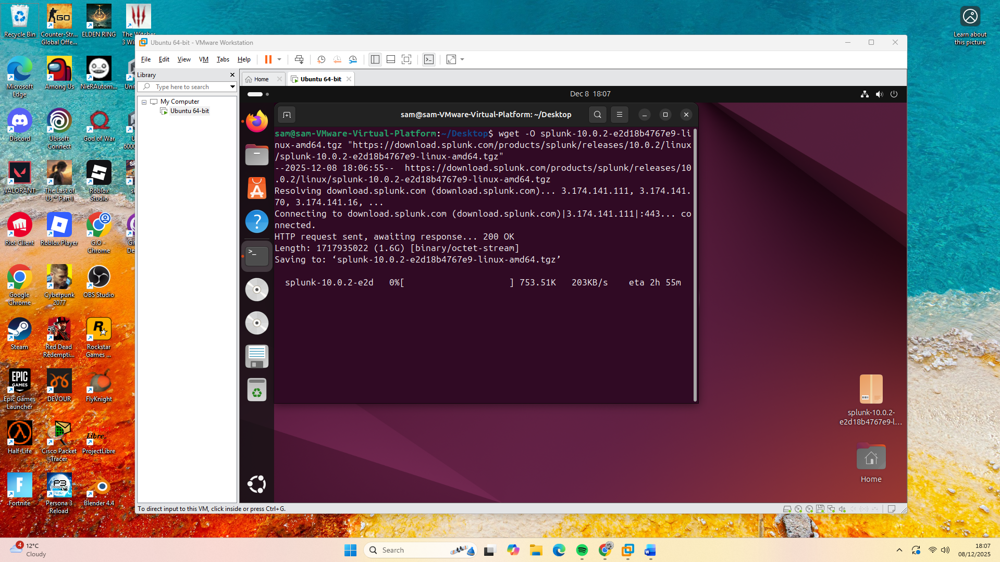 Recycle Bin
Counter-Str...
Global Offe...
ELDEN RING
The Witcher
3 Wi
Learn about
this picture
Microsoft
Edge
Among Us
NieRAutom...
Discord
Ubisoft
Connect
God of War
VALORANT
The Last of
Us™ Part I
Roblox
Studio
Riot Client
Roblox Player
G.O -
Chrome
Google
Chrome
Cyberpunk
2077
OBS Studio
Steam
Red Dead
Redempti...
Rockstar
Games ...
Epic Games
Launcher
DEVOUR
FlyKnight
Half-Life
Cisco Packet
Tracer
ProjectLibre
Fortnite
Persona 3
Reload
Blender 4.4
Ubuntu 64-bit - VMware Workstation
File Edit View VM Tabs Help
Library
Type here to search
My Computer
Ubuntu 64-bit
Home
Ubuntu 64-bit
Dec 8 18:07
sam@sam-VMware-Virtual-Platform: ~/Desktop
sam@sam-VMware-Virtual-Platform:~/Desktop$ wget -O splunk-10.0.2-e2d18b4767e9-li
nux-amd64.tgz "https://download.splunk.com/products/splunk/releases/10.0.2/linux
/splunk-10.0.2-e2d18b4767e9-linux-amd64.tgz"
--2025-12-08 18:06:55-- https://download.splunk.com/products/splunk/releases/10
.0.2/linux/splunk-10.0.2-e2d18b4767e9-linux-amd64.tgz
Resolving download.splunk.com (download.splunk.com)... 3.174.141.111, 3.174.141.
70, 3.174.141.16, ...
Connecting to download.splunk.com (download.splunk.com)|3.174.141.111|:443... co
nnected.
HTTP request sent, awaiting response... 200 OK
Length: 1717935022 (1.6G) [binary/octet-stream]
Saving to: ‘splunk-10.0.2-e2d18b4767e9-linux-amd64.tgz’
splunk-10.0.2-e2d 0%[ ] 753.51K 203KB/s eta 2h 55m
splunk-10.0.2-
e2d18b4767e9-l...
Home
To direct input to this VM, click inside or press Ctrl+G.
4
12°C
Cloudy
Search
18:07
08/12/2025